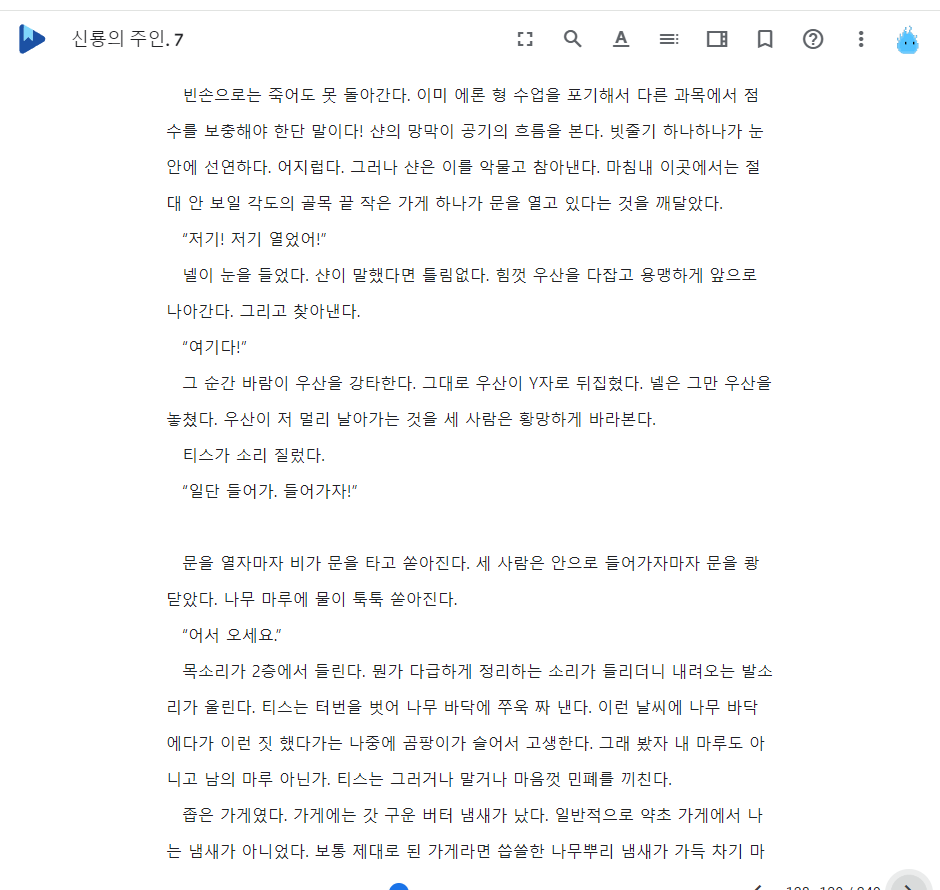 신룡의 주인. 7
빈손으로는 죽어도 못 돌아간다. 이미 에론 형 수업을 포기해서 다른 과목에서 점
수를 보충해야 한단 말이다! 샨의 망막이 공기의 흐름을 본다. 빗줄기 하나하나가 눈
안에 선연하다. 어지럽다. 그러나 샨은 이를 악물고 참아낸다. 마침내 이곳에서는 절
대 안 보일 각도의 골목 끝 작은 가게 하나가 문을 열고 있다는 것을 깨달았다.
“저기! 저기 열었어!”
넬이 눈을 들었다. 샨이 말했다면 틀림없다. 힘껏 우산을 다잡고 용맹하게 앞으로
나아간다. 그리고 찾아낸다.
“여기다!”
그 순간 바람이 우산을 강타한다. 그대로 우산이 Y자로 뒤집혔다. 넬은 그만 우산을
놓쳤다. 우산이 저 멀리 날아가는 것을 세 사람은 황망하게 바라본다.
티스가 소리 질렀다.
“일단 들어가. 들어가자!”
문을 열자마자 비가 문을 타고 쏟아진다. 세 사람은 안으로 들어가자마자 문을 쾅
닫았다. 나무 마루에 물이 툭툭 쏟아진다.
“어서 오세요.”
목소리가 2층에서 들린다. 뭔가 다급하게 정리하는 소리가 들리더니 내려오는 발소
리가 울린다. 티스는 터번을 벗어 나무 바닥에 쭈욱 짜 낸다. 이런 날씨에 나무 바닥
에다가 이런 짓 했다가는 나중에 곰팡이가 슬어서 고생한다. 그래 봤자 내 마루도 아
니고 남의 마루 아닌가. 티스는 그러거나 말거나 마음껏 민폐를 끼친다.
좁은 가게였다. 가게에는 갓 구운 버터 냄새가 났다. 일반적으로 약초 가게에서 나
는 냄새가 아니었다. 보통 제대로 된 가게라면 씁쓸한 나무뿌리 냄새가 가득 차기 마